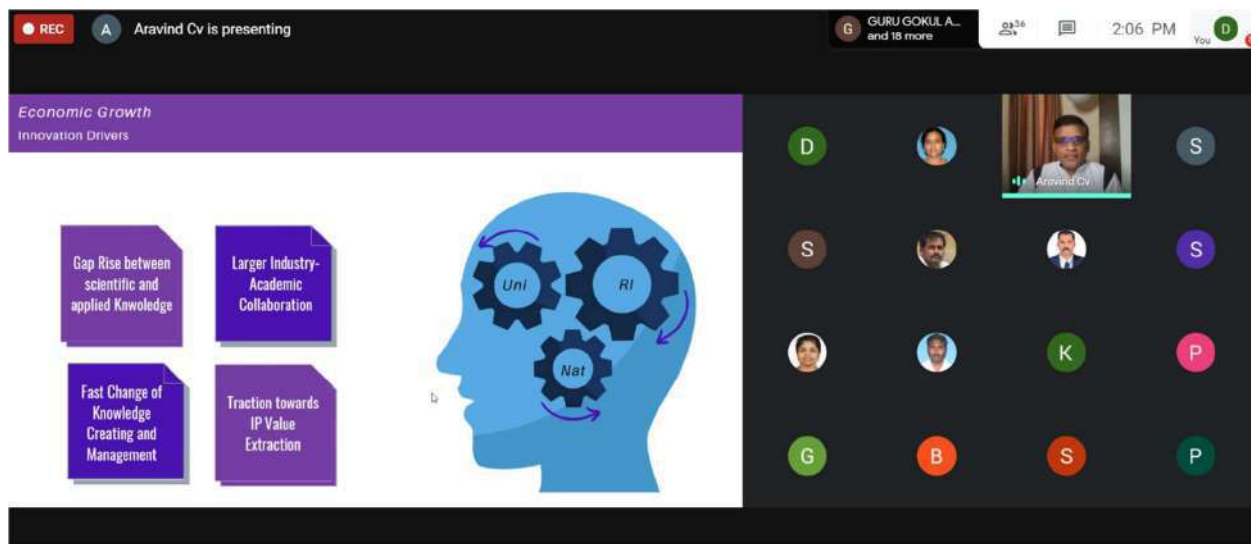 REC
A
Aravind Cv is presenting
G
GURU GOKUL A...
and 18 more
36
2:06 PM
You
D
Economic Growth
Innovation Drivers
Gap Rise between
scientific and
applied Knwoledge
Larger Industry-
Academic
Collaboration
Fast Change of
Knowledge
Creating and
Management
Traction towards
IP Value
Extraction
Uni
RI
Nat
D
Aravind Cv
S
S
S
K
P
G
B
S
P